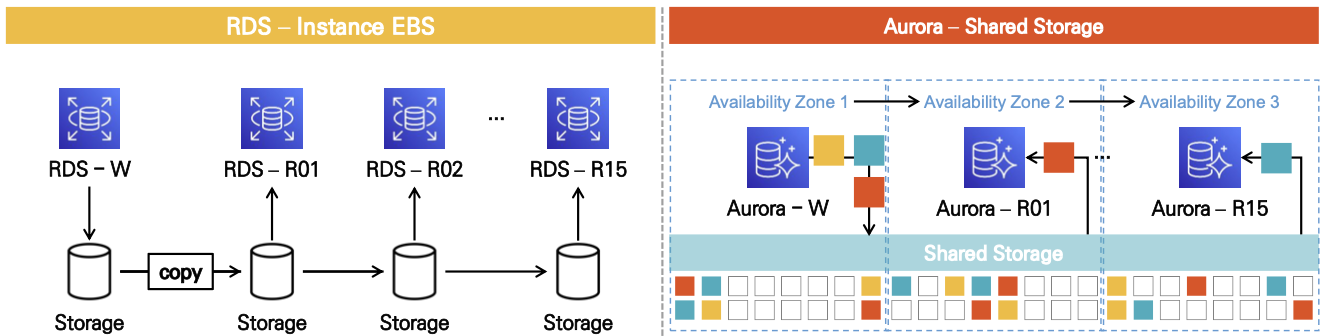 RDS – Instance EBS
RDS – W
RDS – R01
RDS – R02
...
RDS – R15
copy
Storage
Storage
Storage
Storage
Aurora – Shared Storage
Availability Zone 1
Availability Zone 2
Availability Zone 3
...
Aurora – W
Aurora – R01
Aurora – R15
Shared Storage